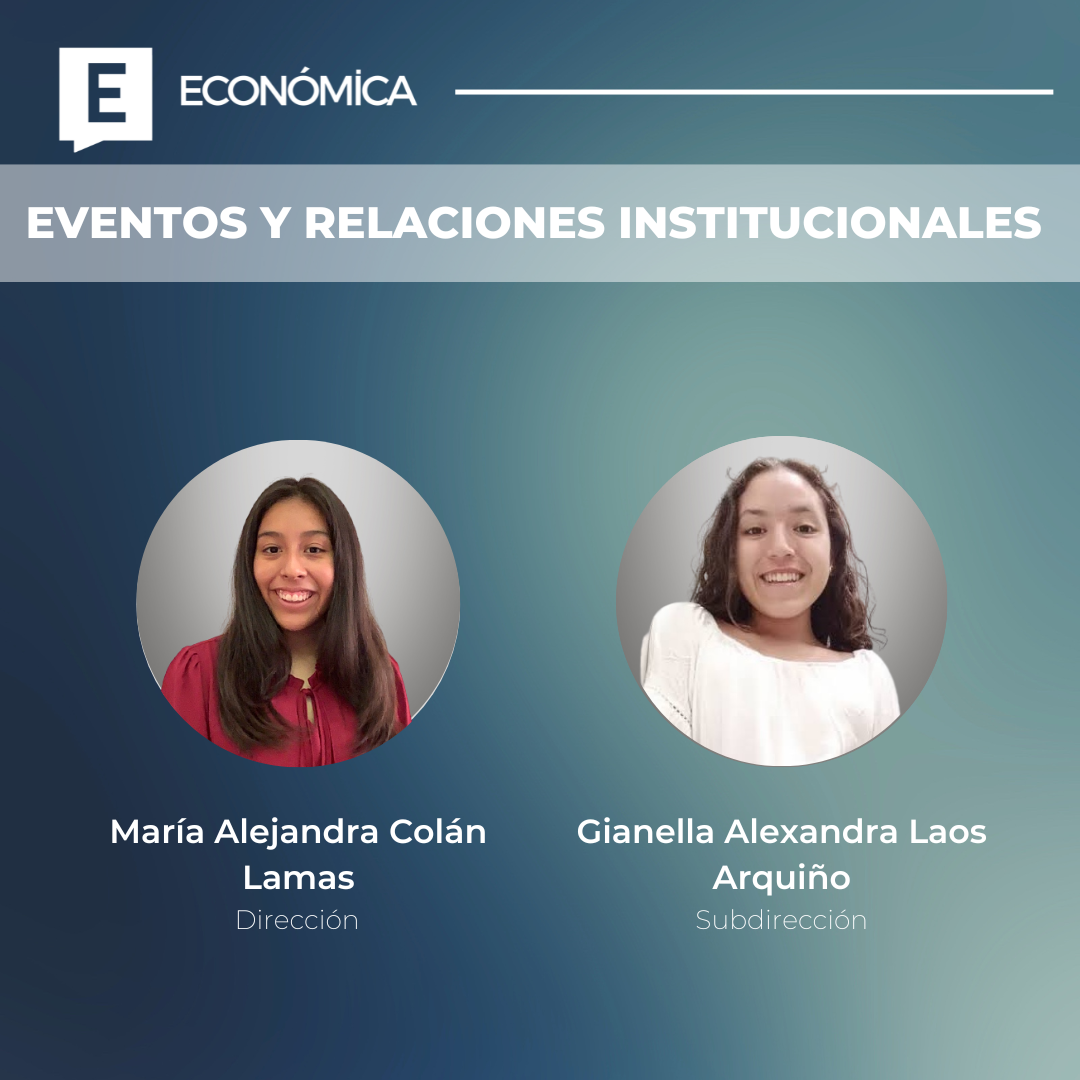 E
ECONÓMICA
EVENTOS Y RELACIONES INSTITUCIONALES
María Alejandra Colán
Lamas
Dirección
Gianella Alexandra Laos
Arquiño
Subdirección